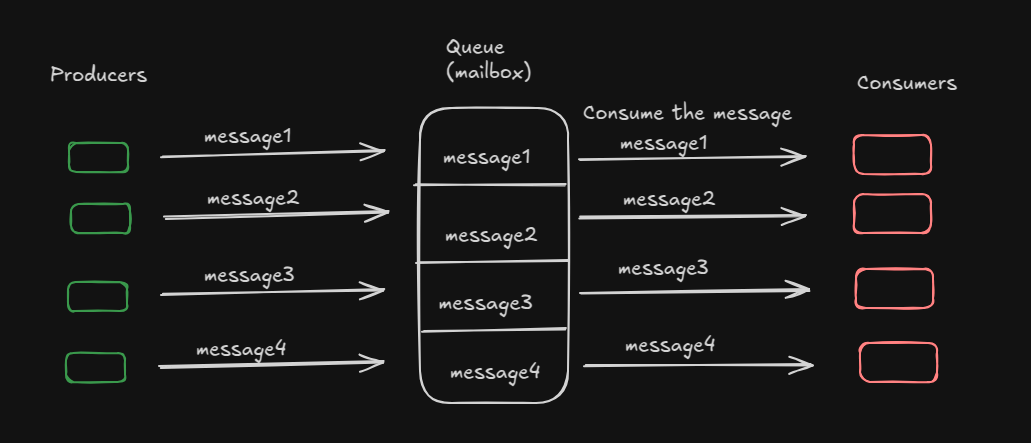 Producers
Queue
(mailbox)
Consumers
Consume the message
message1
message1
message1
message2
message2
message2
message3
message3
message3
message4
message4
message4